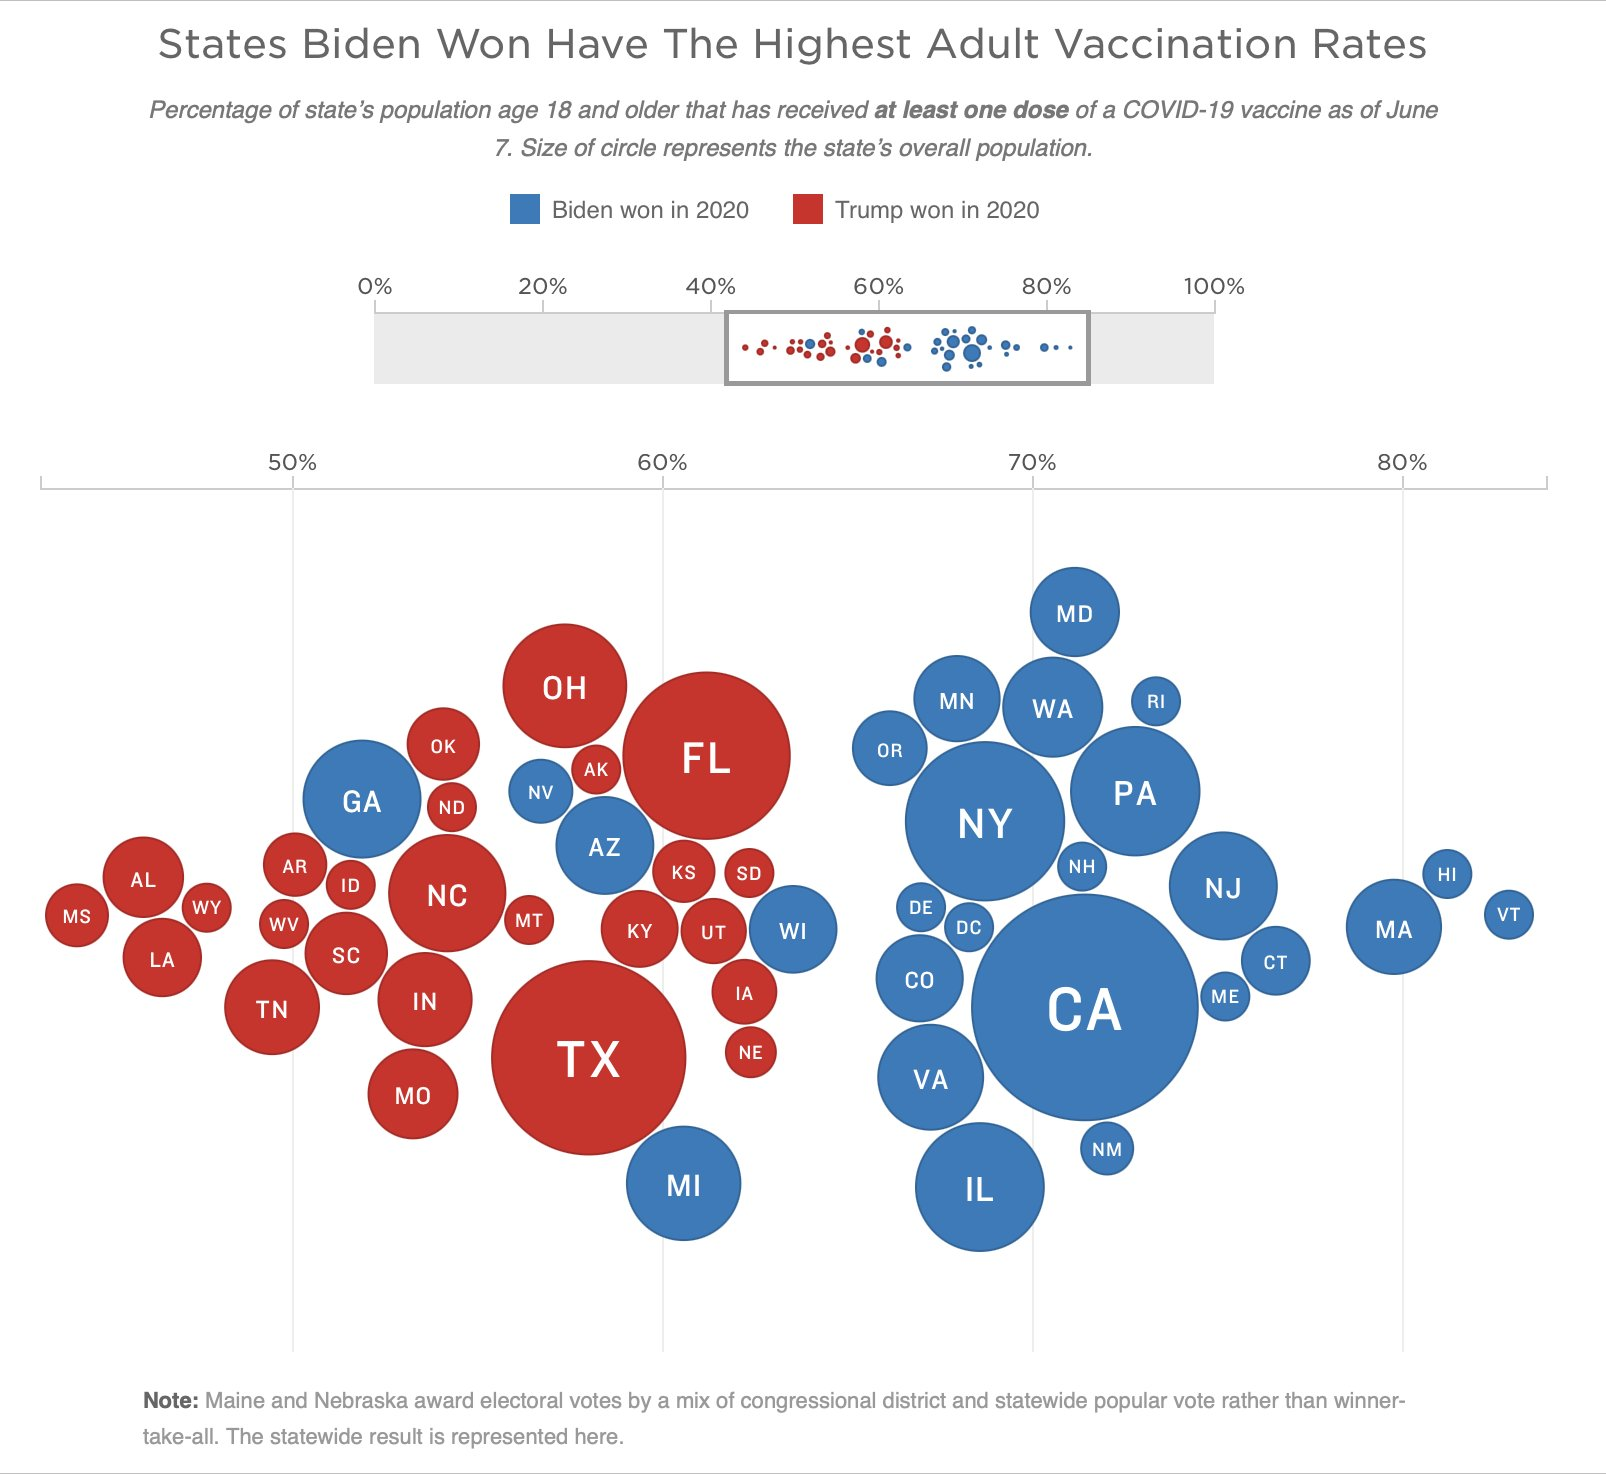 States Biden Won Have The Highest Adult Vaccination Rates
Percentage of state's population age 18 and older that has received at least one dose of a COVID-19 vaccine as of June
7. Size of circle represents the state's overall population.
Biden won in 2020 Trump won in 2020
0% 20% 40% 60% 80% 100%
50% 60% 70% 80%
MD
OH
MN WA RI
OK OR
FL
AK
NV
GA ND
PA
NY
AZ
AR KS SD NH HI
AL ID
NC NJ
WY DE
MS MT VT
WV KY UT WI DC MA
LA SC
CT
CO
IN IA ME
TN CA
NE
TX
MO VA
NM
MI IL
Note: Maine and Nebraska award electoral votes by a mix of congressional district and statewide popular vote rather than winner-
take-all. The statewide result is represented here.